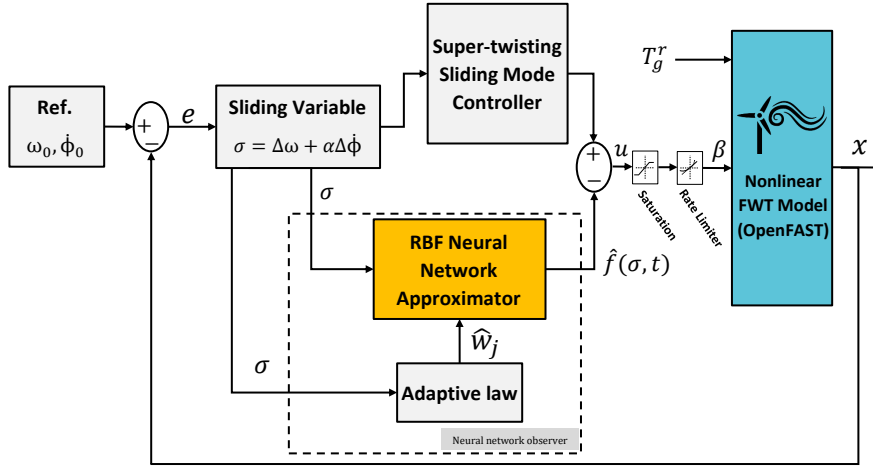 Ref.
ω₀, ϕ̇₀
+
−
e
Sliding Variable
σ = Δω + αΔϕ̇
Super-twisting
Sliding Mode
Controller
+
−
u
Saturation
Rate Limiter
β
T_g^r
Nonlinear
FWT Model
(OpenFAST)
x
σ
RBF Neural
Network
Approximator
f̂(σ, t)
ŵ_j
σ
Adaptive law
Neural network observer